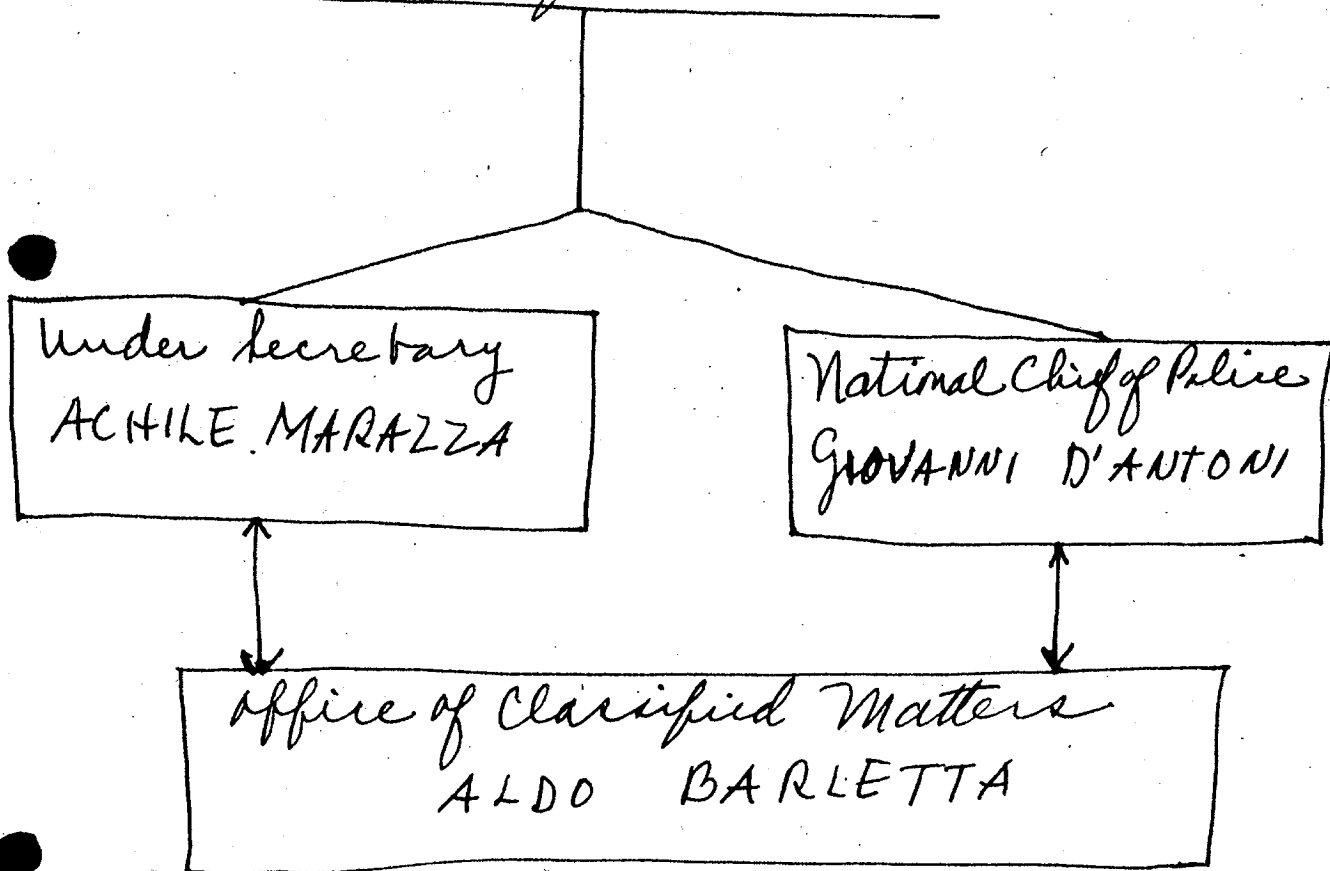 Under Secretary
ACHILE. MARAZZA
National Chief of Police
GIOVANNI D'ANTONI
office of Classified Matters
ALDO BARLETTA